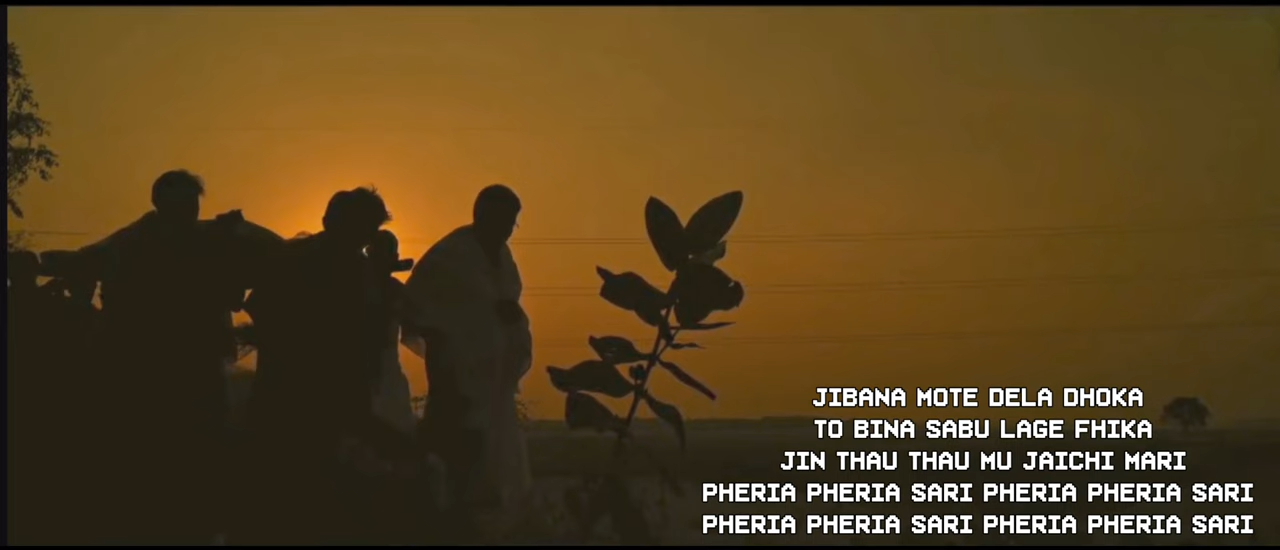 JIBANA MOTE DELA DHOKA
TO BINA SABU LAGE FHIKA
JIN THAU THAU MU JAICHI MARI
PHERIA PHERIA SARI PHERIA PHERIA SARI
PHERIA PHERIA SARI PHERIA PHERIA SARI